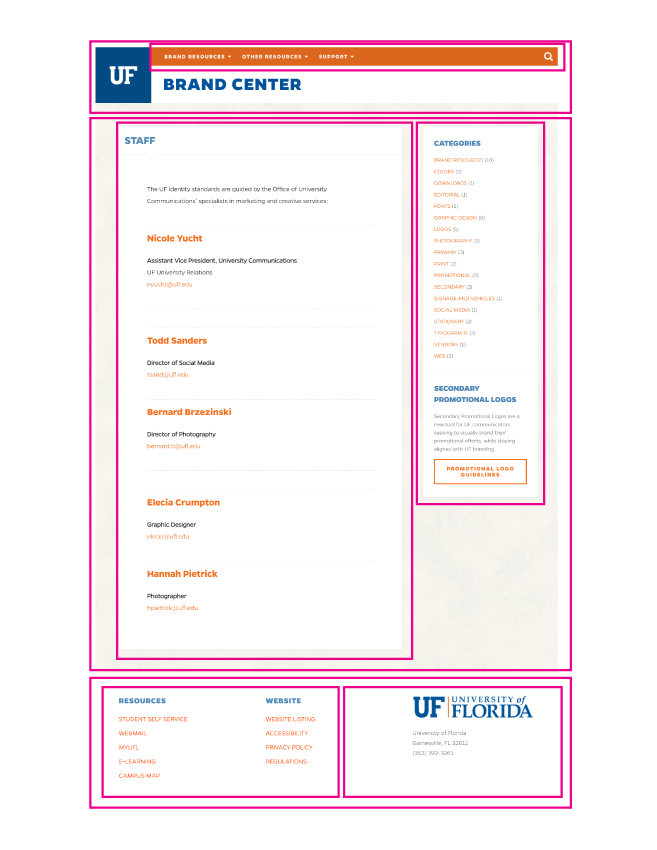 UF
BRAND RESOURCES
OTHER RESOURCES
SUPPORT
BRAND CENTER
STAFF
The UF Identity standards are guided by the Office of University
Communications' specialists in marketing and creative services:
Nicole Yucht
Assistant Vice President, University Communications
UF University Relations
nyucht@ufl.edu
Todd Sanders
Director of Social Media
tsand@ufl.edu
Bernard Brzezinski
Director of Photography
bernard.b@ufl.edu
Elecia Crumpton
Graphic Designer
elecia@ufl.edu
Hannah Pietrick
Photographer
hpietrick@ufl.edu
CATEGORIES
BRAND RESOURCES (16)
COLORS (3)
DOWNLOADS (1)
EDITORIAL (1)
FONTS (5)
GRAPHIC DESIGN (8)
LOGOS (5)
PHOTOGRAPHY (2)
PRIMARY (3)
PRINT (2)
PROMOTIONAL (2)
SECONDARY (2)
SIGNAGE AND VEHICLES (1)
SOCIAL MEDIA (1)
STATIONERY (2)
TYPOGRAPHY (2)
VENDORS (5)
WEB (2)
SECONDARY
PROMOTIONAL LOGOS
Secondary Promotional Logos are a
new tool for UF communicators
seeking to visually brand their
promotional efforts, while staying
aligned with UF branding.
PROMOTIONAL LOGO
GUIDELINES
RESOURCES
STUDENT SELF SERVICE
WEBMAIL
MYUFL
E-LEARNING
CAMPUS MAP
WEBSITE
WEBSITE LISTING
ACCESSIBILITY
PRIVACY POLICY
REGULATIONS
UF UNIVERSITY of
FLORIDA
University of Florida
Gainesville, FL 32611
(352) 392-3261